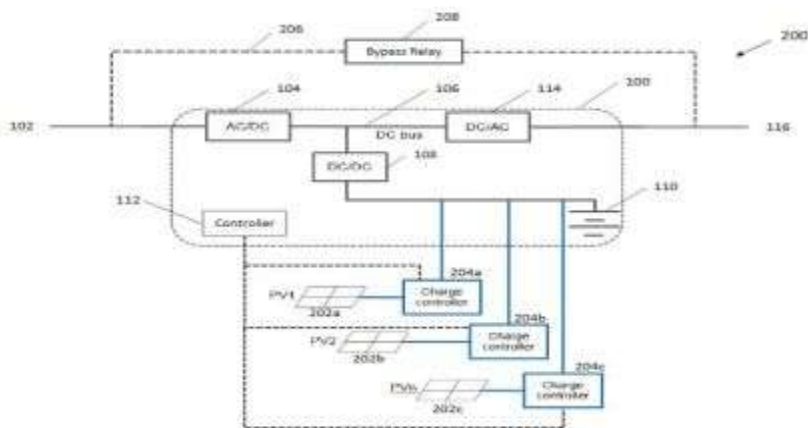 206
208
Bypass Relay
200
104
106
114
100
102
AC/DC
DC bus
DC/AC
116
DC/DC
108
110
112
Controller
204a
PV1
202a
Charge
controller
204b
PV2
202b
Charge
controller
204c
PVn
202c
Charge
controller